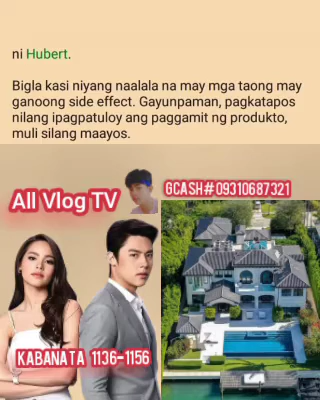 ni Hubert.
Bigla kasi niyang naalala na may mga taong may
ganoong side effect. Gayunpaman, pagkatapos
nilang ipagpatuloy ang paggamit ng produkto,
muli silang maayos.
All Vlog TV
GCASH#09310687321
KABANATA 1136-1156